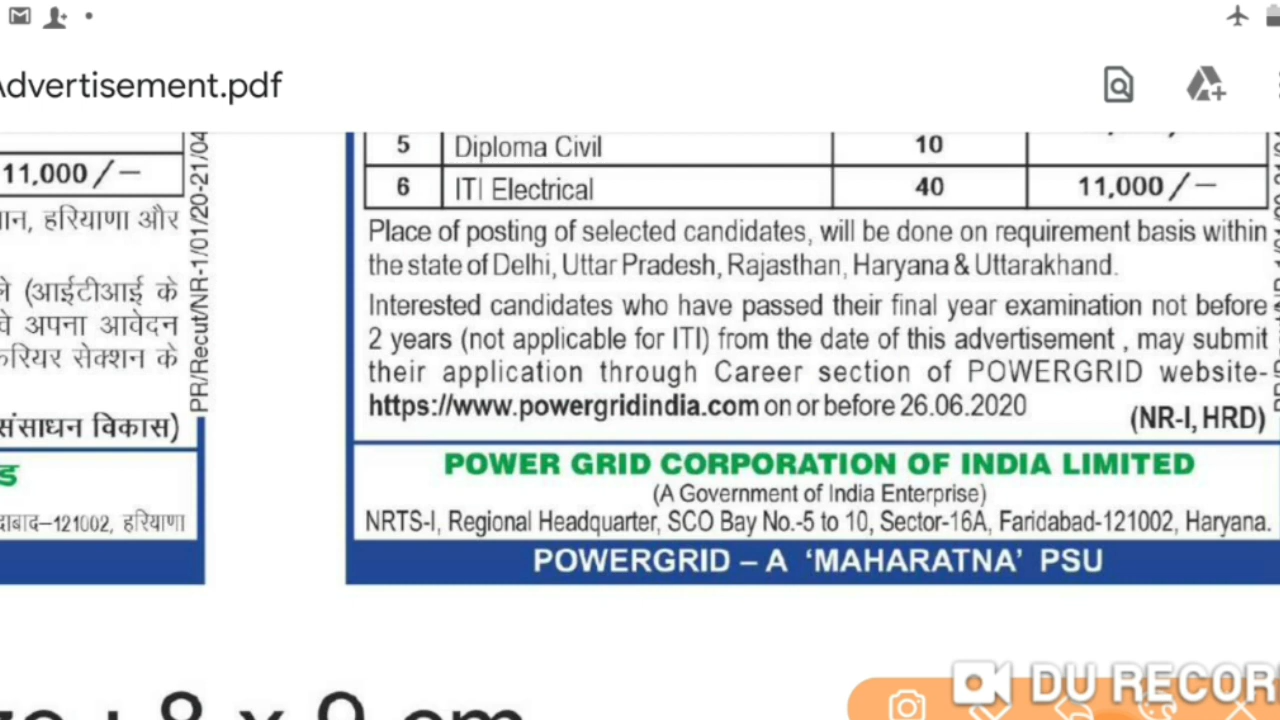 Advertisement.pdf
11,000/–
हरियाणा और
(आईटीआई के
अपना आवेदन
सेक्शन के
संसाधन विकास)
–121002, हरियाणा
PR/Recut/NR-1/01/20-21/04
5 Diploma Civil 10
6 ITI Electrical 40 11,000/–
Place of posting of selected candidates, will be done on requirement basis within
the state of Delhi, Uttar Pradesh, Rajasthan, Haryana & Uttarakhand.
Interested candidates who have passed their final year examination not before
2 years (not applicable for ITI) from the date of this advertisement , may submit
their application through Career section of POWERGRID website-
https://www.powergridindia.com on or before 26.06.2020
(NR-I, HRD)
POWER GRID CORPORATION OF INDIA LIMITED
(A Government of India Enterprise)
NRTS-I, Regional Headquarter, SCO Bay No.-5 to 10, Sector-16A, Faridabad-121002, Haryana.
POWERGRID – A 'MAHARATNA' PSU
8 x 9 cm
DU RECOR